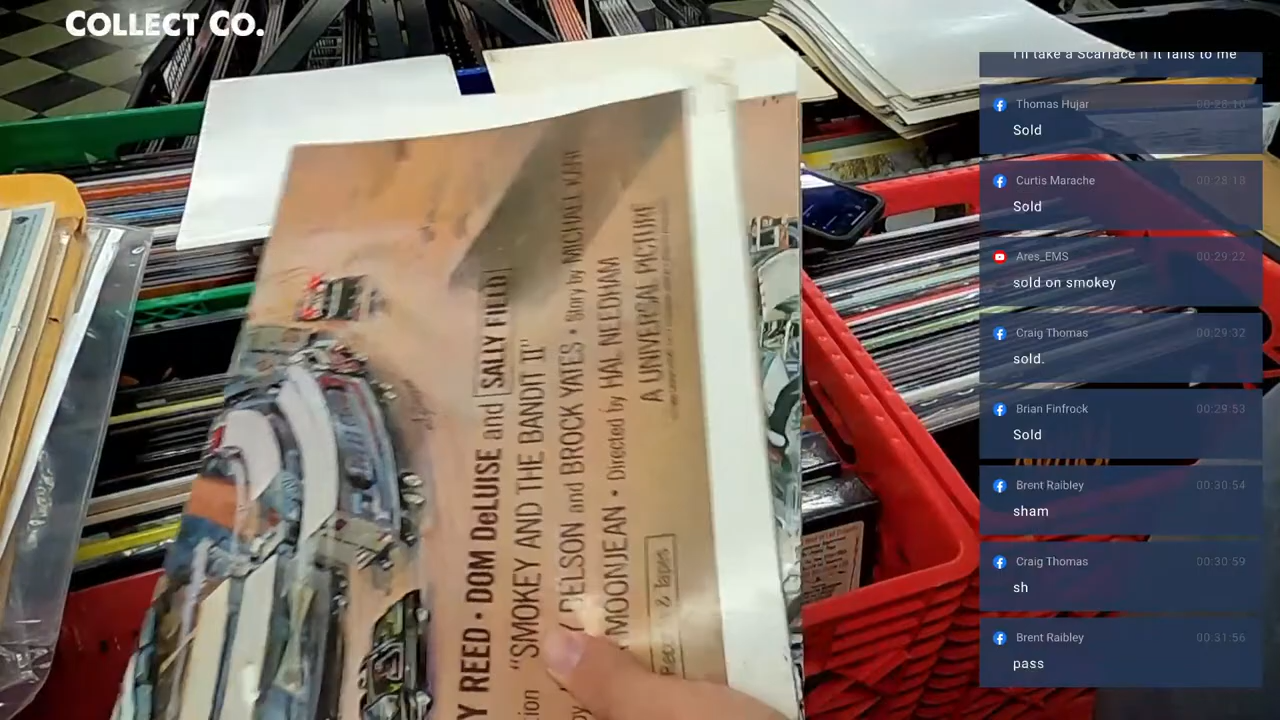 COLLECT CO.
I'll take a Scarface if it falls to me
Thomas Hujar 00:28:10
Sold
Curtis Marache 00:28:18
Sold
Ares_EMS 00:29:22
sold on smokey
Craig Thomas 00:29:32
sold.
Brian Finfrock 00:29:53
Sold
Brent Raibley 00:30:54
sham
Craig Thomas 00:30:59
sh
Brent Raibley 00:31:56
pass
Y REED • DOM DeLUISE and SALLY FIELD
"SMOKEY AND THE BANDIT II"
BELSON and BROCK YATES • Story by MICHAEL KANE
MOONJEAN • Directed by HAL NEEDHAM
A UNIVERSAL PICTURE
& Tapes